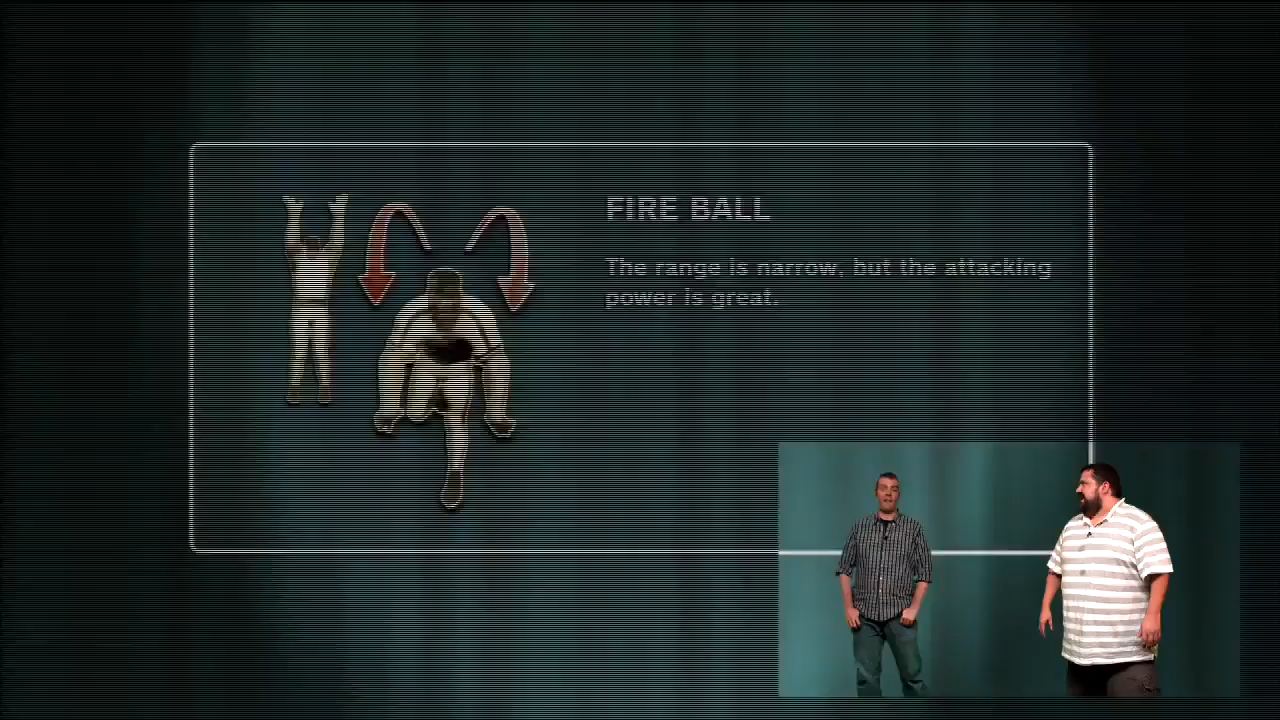 FIRE BALL
The range is narrow, but the attacking
power is great.